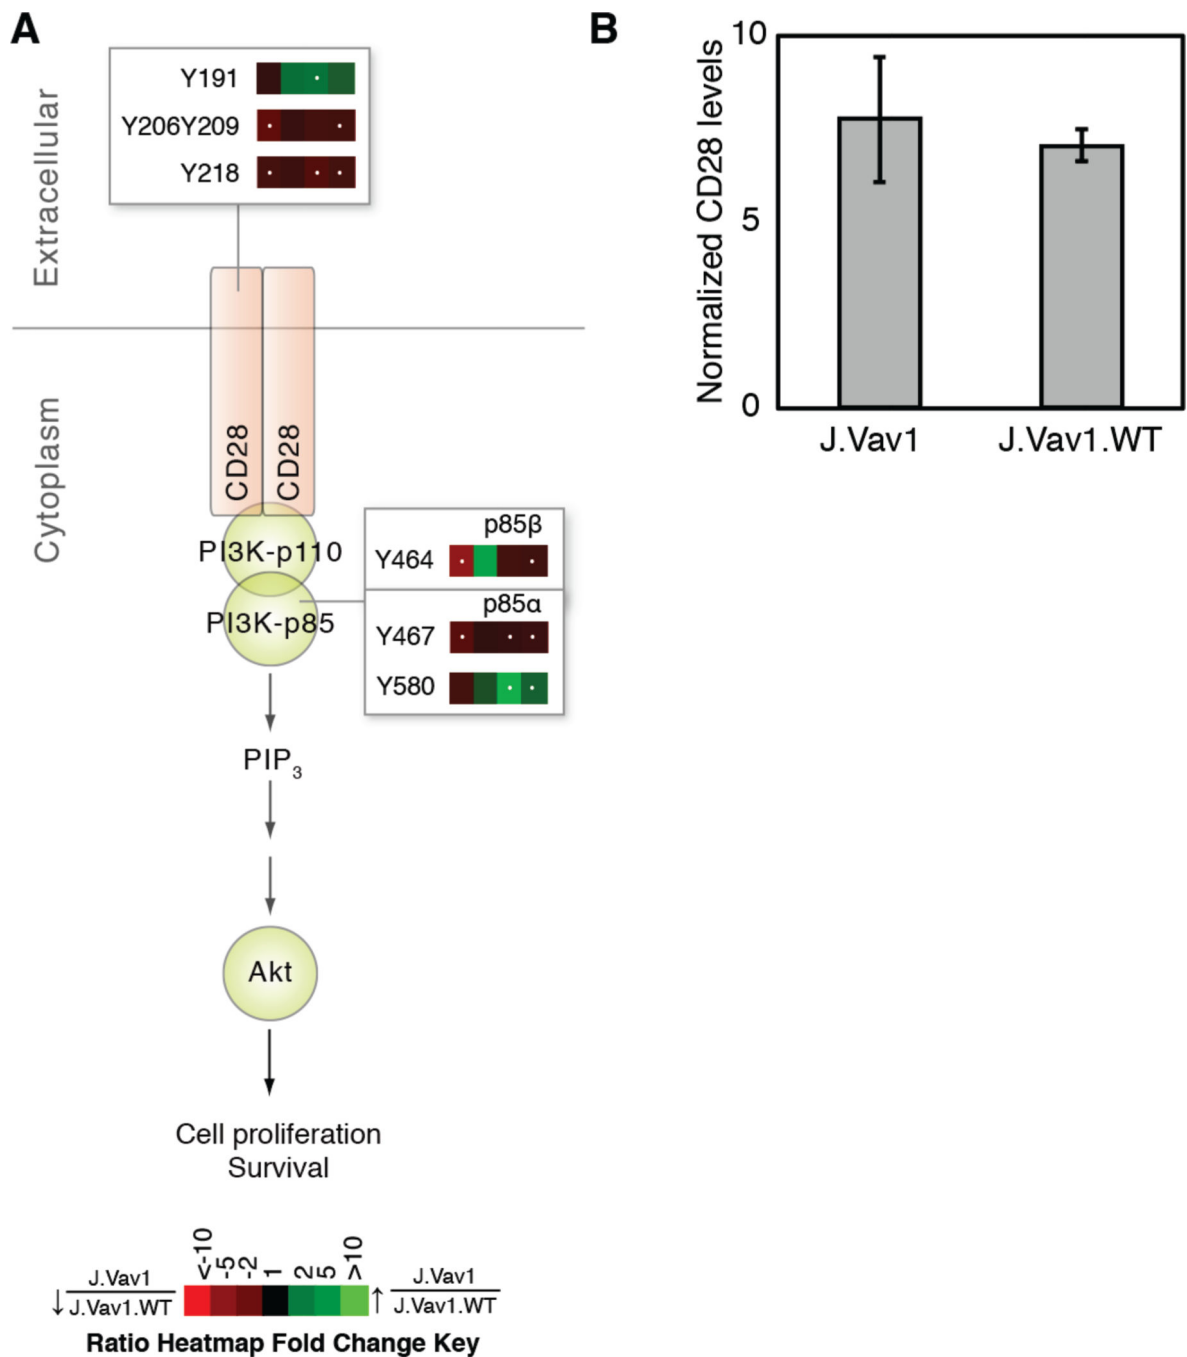 A
Extracellular
Y191
Y206Y209
Y218
Cytoplasm
CD28
CD28
PI3K-p110
PI3K-p85
p85β
Y464
p85α
Y467
Y580
PIP3
Akt
Cell proliferation
Survival
<-10
-5
-2
1
2
5
>10
↓ J.Vav1
J.Vav1.WT
↑ J.Vav1
J.Vav1.WT
Ratio Heatmap Fold Change Key
B
Normalized CD28 levels
10
5
0
J.Vav1
J.Vav1.WT